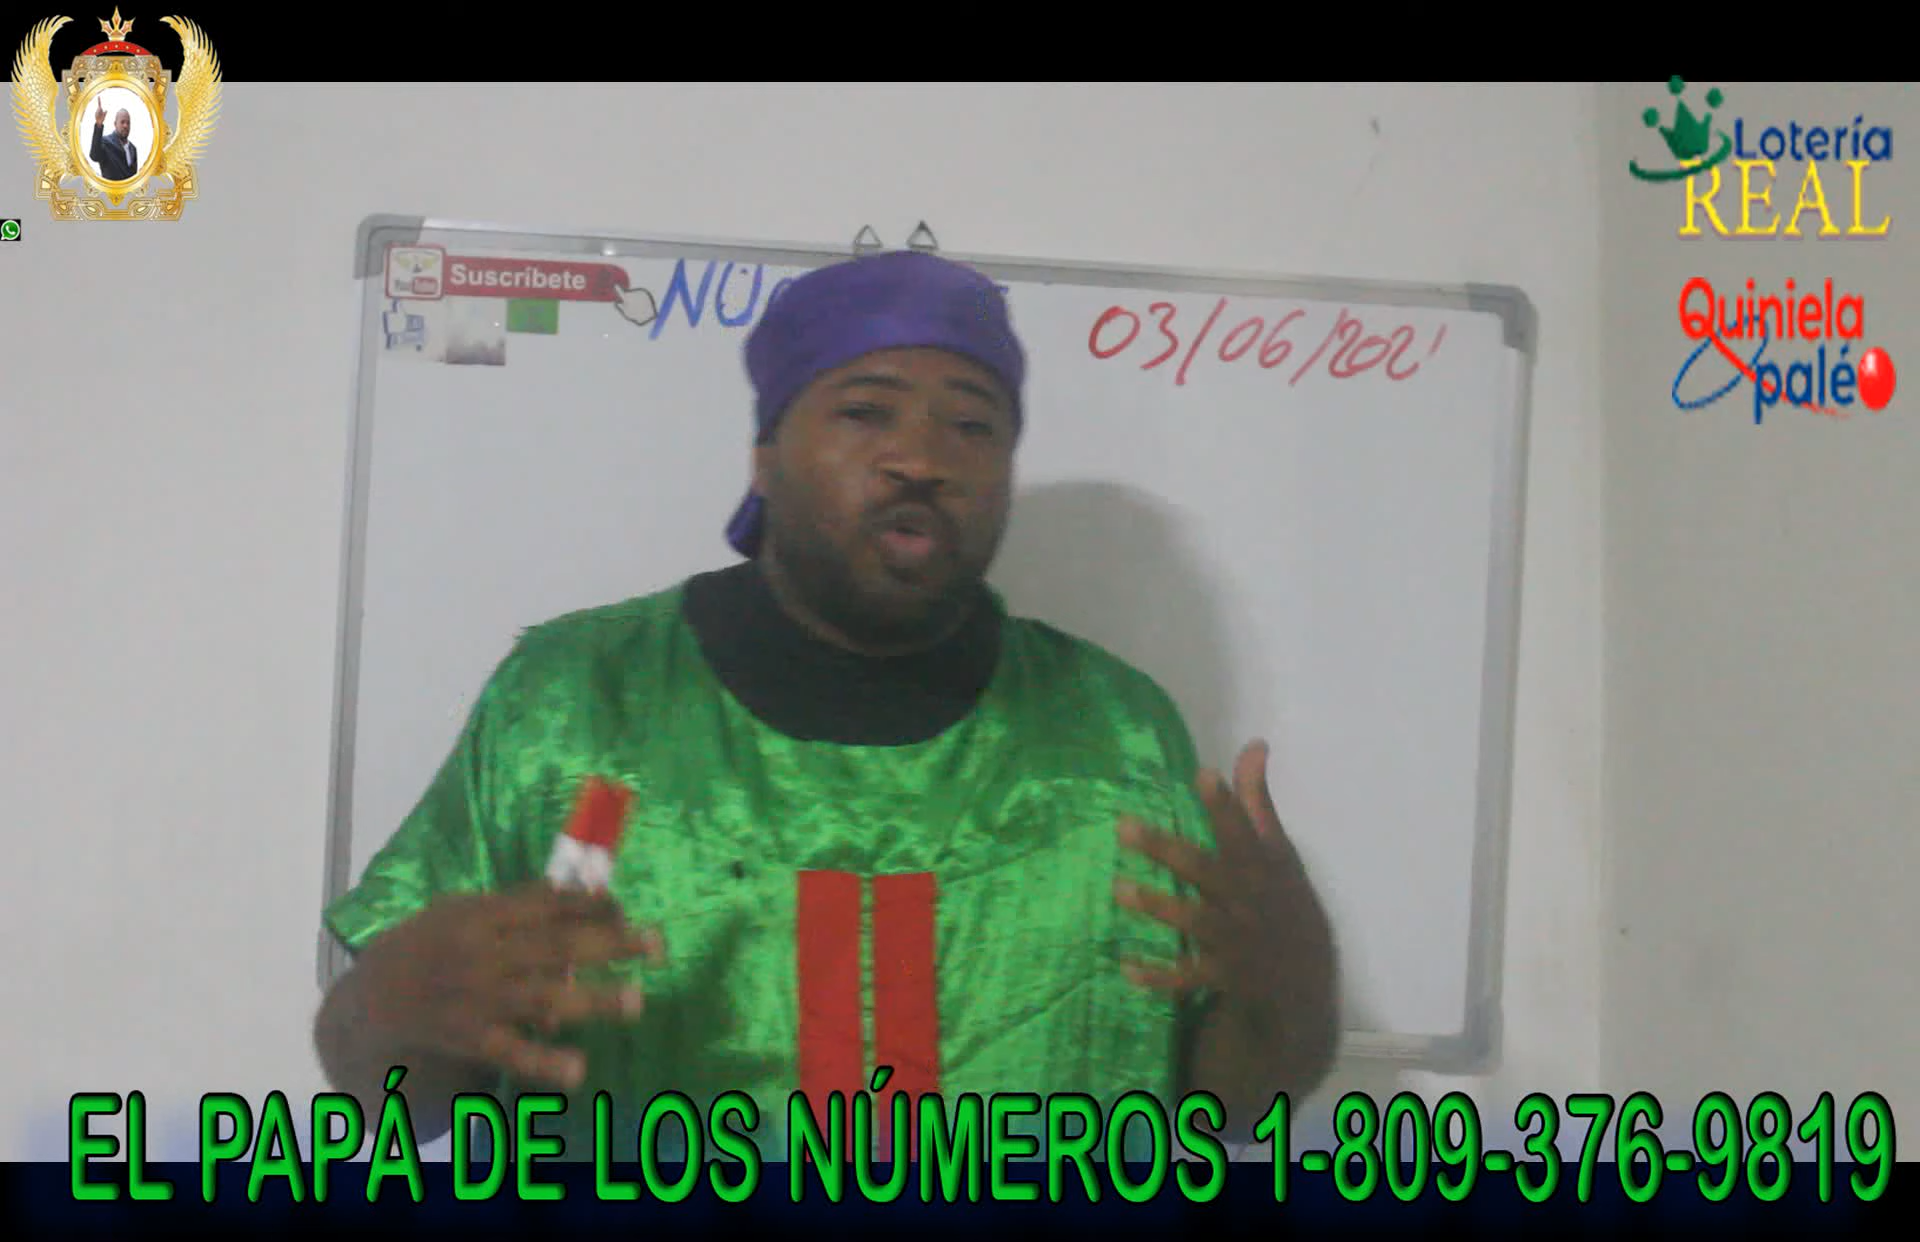 Lotería
REAL
Suscríbete
03/06/2021
Quiniela
palé
EL PAPÁ DE LOS NÚMEROS 1-809-376-9819